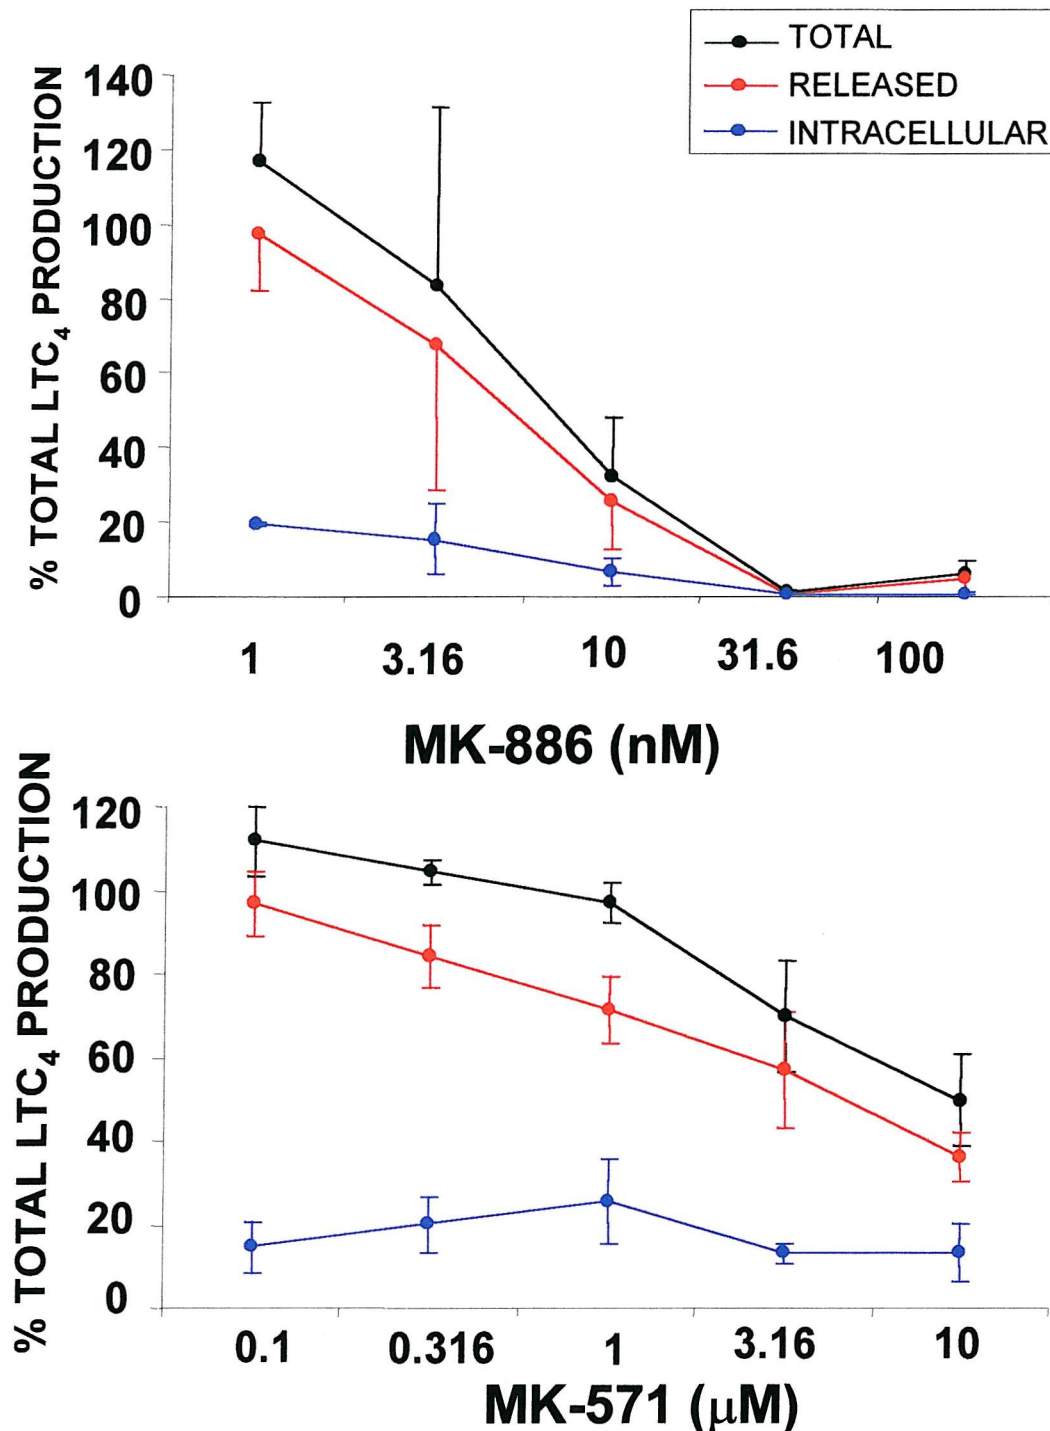 TOTAL
RELEASED
INTRACELLULAR
% TOTAL LTC₄ PRODUCTION
140
120
100
80
60
40
20
0
1 3.16 10 31.6 100
MK-886 (nM)
% TOTAL LTC₄ PRODUCTION
120
100
80
60
40
20
0
0.1 0.316 1 3.16 10
MK-571 (μM)